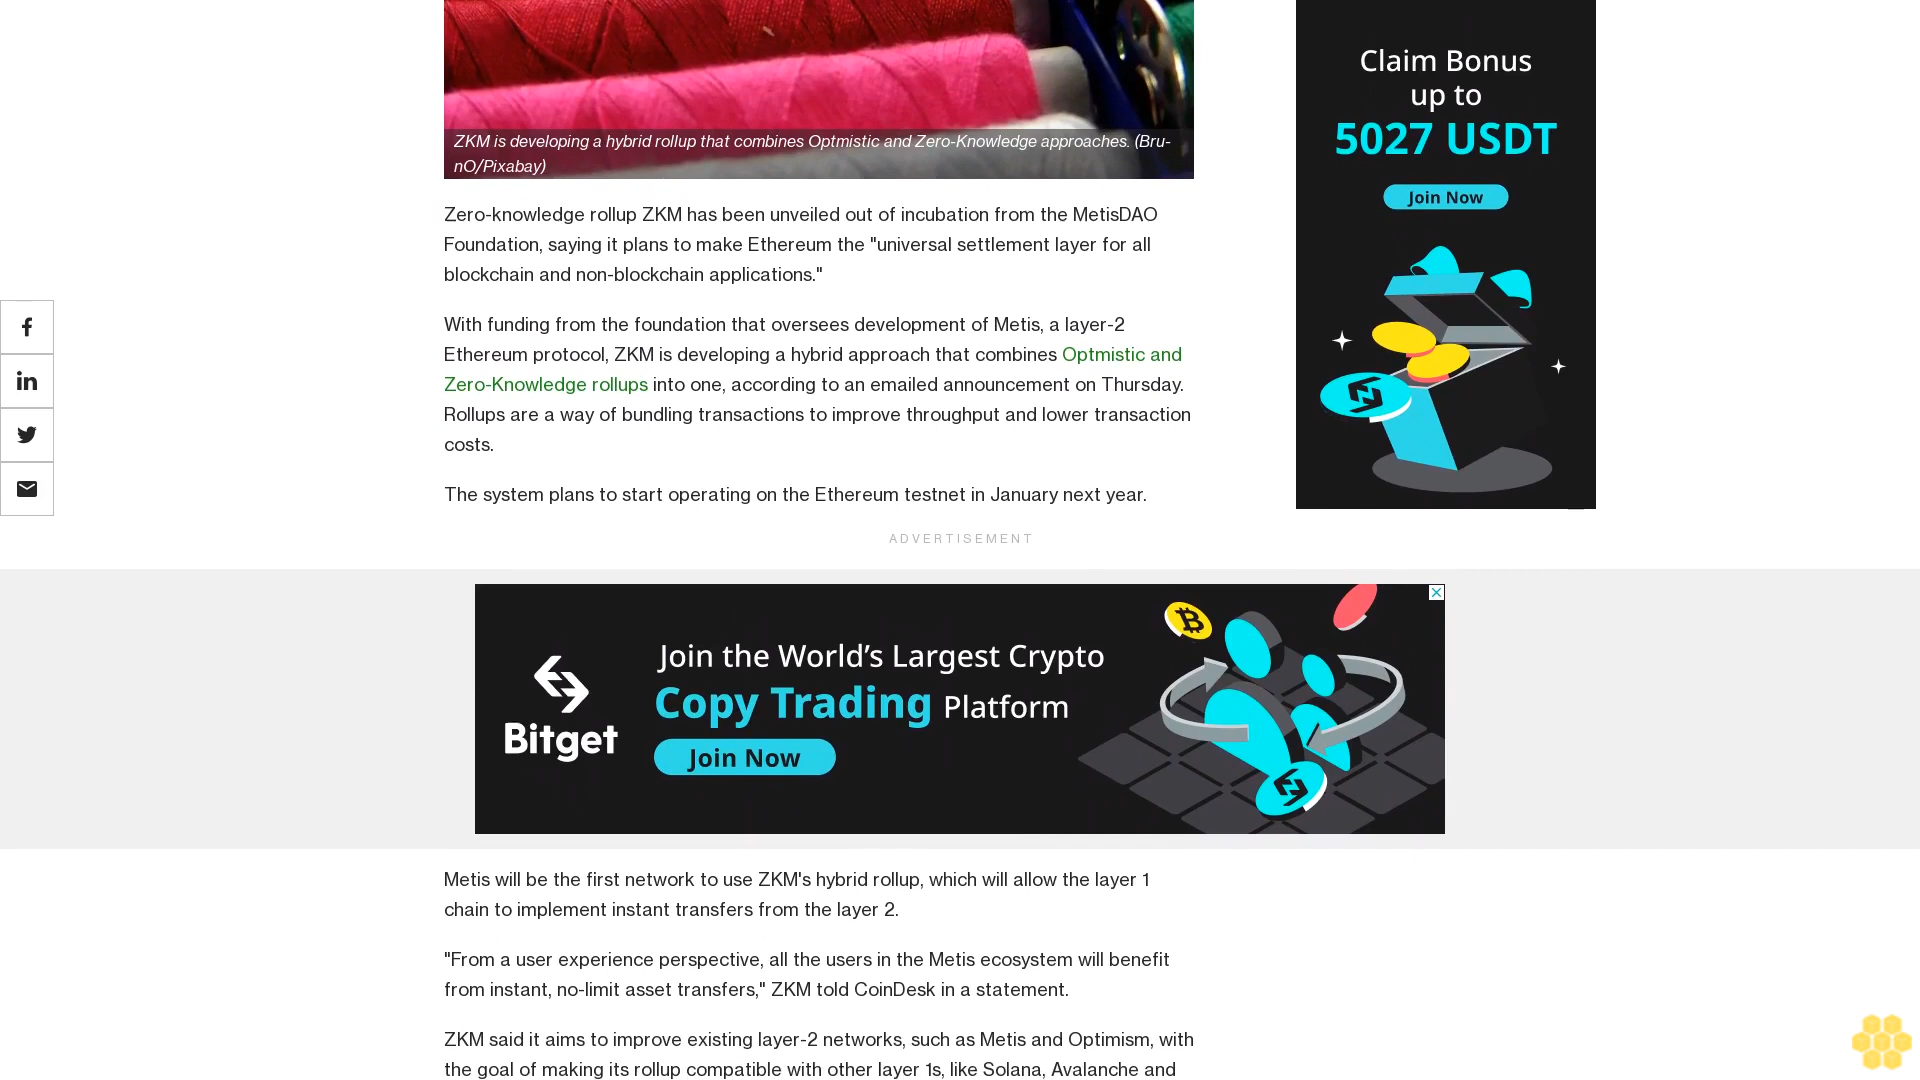 ZKM is developing a hybrid rollup that combines Optmistic and Zero-Knowledge approaches. (Bru-
nO/Pixabay)
Zero-knowledge rollup ZKM has been unveiled out of incubation from the MetisDAO
Foundation, saying it plans to make Ethereum the "universal settlement layer for all
blockchain and non-blockchain applications."
With funding from the foundation that oversees development of Metis, a layer-2
Ethereum protocol, ZKM is developing a hybrid approach that combines Optmistic and
Zero-Knowledge rollups into one, according to an emailed announcement on Thursday.
Rollups are a way of bundling transactions to improve throughput and lower transaction
costs.
The system plans to start operating on the Ethereum testnet in January next year.
Claim Bonus
up to
5027 USDT
Join Now
ADVERTISEMENT
Bitget
Join the World's Largest Crypto
Copy Trading Platform
Join Now
Metis will be the first network to use ZKM's hybrid rollup, which will allow the layer 1
chain to implement instant transfers from the layer 2.
"From a user experience perspective, all the users in the Metis ecosystem will benefit
from instant, no-limit asset transfers," ZKM told CoinDesk in a statement.
ZKM said it aims to improve existing layer-2 networks, such as Metis and Optimism, with
the goal of making its rollup compatible with other layer 1s, like Solana, Avalanche and